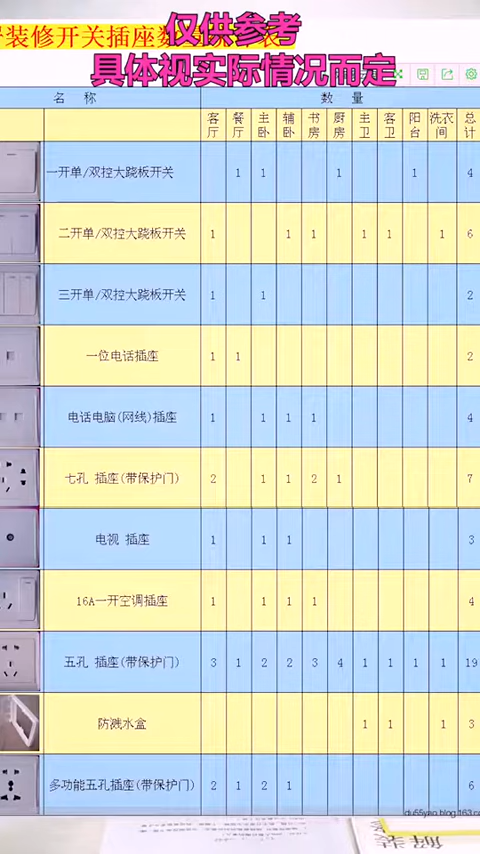 仅供参考
装修开关插座数
具体视实际情况而定
名 称 数 量
客厅 餐厅 主卧 辅卧 书房 厨房 主卫 客卫 阳台 洗衣间 总计
一开单/双控大跷板开关 1 1 1 1 4
二开单/双控大跷板开关 1 1 1 1 1 1 6
三开单/双控大跷板开关 1 1 2
一位电话插座 1 1 2
电话电脑(网线)插座 1 1 1 1 4
七孔 插座(带保护门) 2 1 1 2 1 7
电视 插座 1 1 1 3
16A一开空调插座 1 1 1 1 4
五孔 插座(带保护门) 3 1 2 2 3 4 1 1 1 1 19
防溅水盒 1 1 1 3
多功能五孔插座(带保护门) 2 1 2 1 6
du55yao.blog.163.c